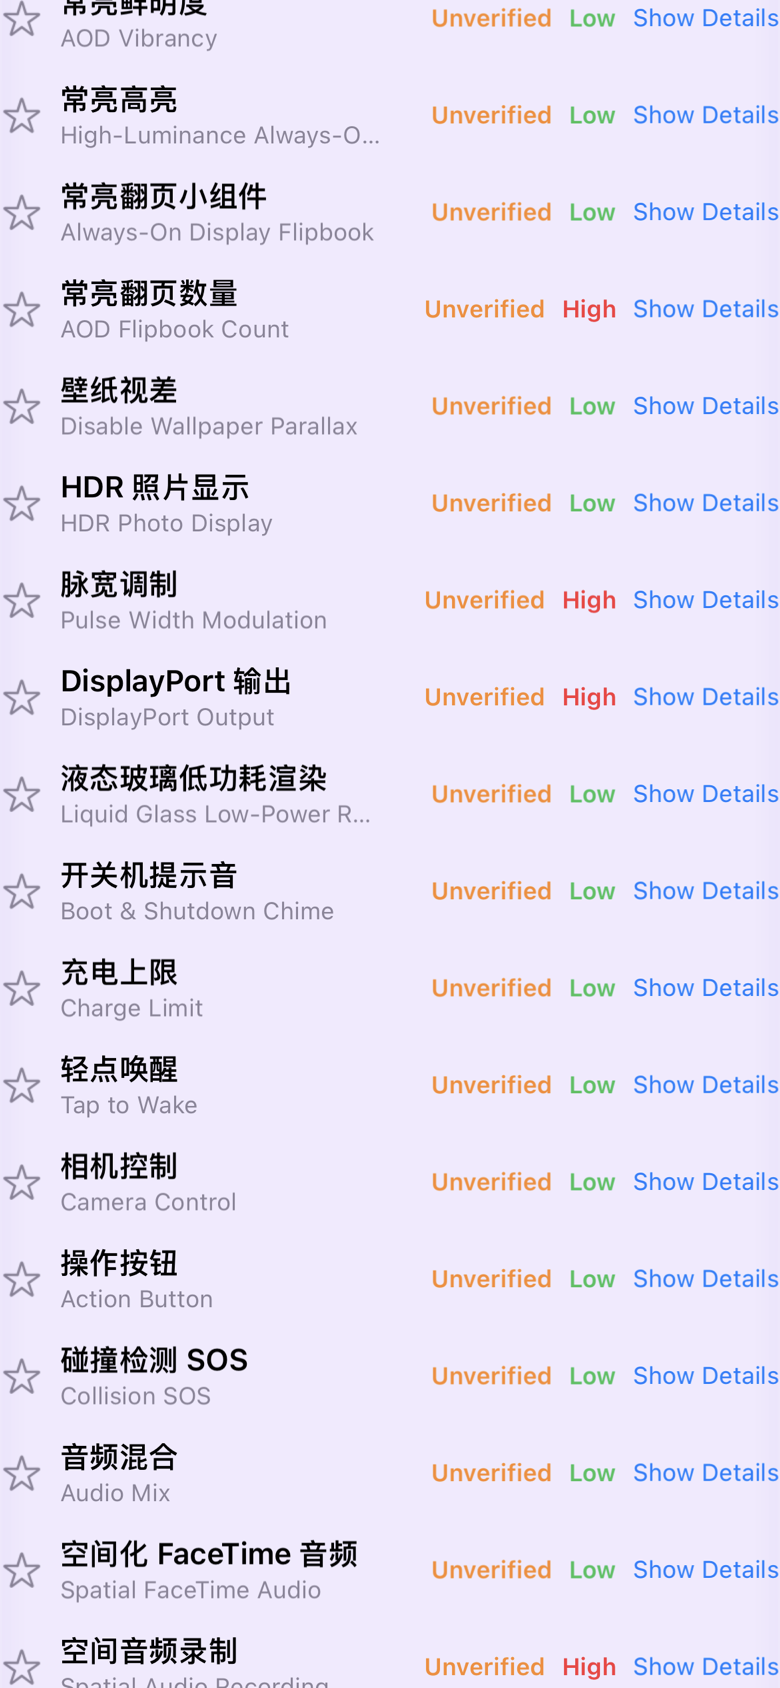 常亮鲜明度
AOD Vibrancy
Unverified Low Show Details
常亮高亮
High-Luminance Always-O...
Unverified Low Show Details
常亮翻页小组件
Always-On Display Flipbook
Unverified Low Show Details
常亮翻页数量
AOD Flipbook Count
Unverified High Show Details
壁纸视差
Disable Wallpaper Parallax
Unverified Low Show Details
HDR 照片显示
HDR Photo Display
Unverified Low Show Details
脉宽调制
Pulse Width Modulation
Unverified High Show Details
DisplayPort 输出
DisplayPort Output
Unverified High Show Details
液态玻璃低功耗渲染
Liquid Glass Low-Power R...
Unverified Low Show Details
开关机提示音
Boot & Shutdown Chime
Unverified Low Show Details
充电上限
Charge Limit
Unverified Low Show Details
轻点唤醒
Tap to Wake
Unverified Low Show Details
相机控制
Camera Control
Unverified Low Show Details
操作按钮
Action Button
Unverified Low Show Details
碰撞检测 SOS
Collision SOS
Unverified Low Show Details
音频混合
Audio Mix
Unverified Low Show Details
空间化 FaceTime 音频
Spatial FaceTime Audio
Unverified Low Show Details
空间音频录制
Spatial Audio Recording
Unverified High Show Details